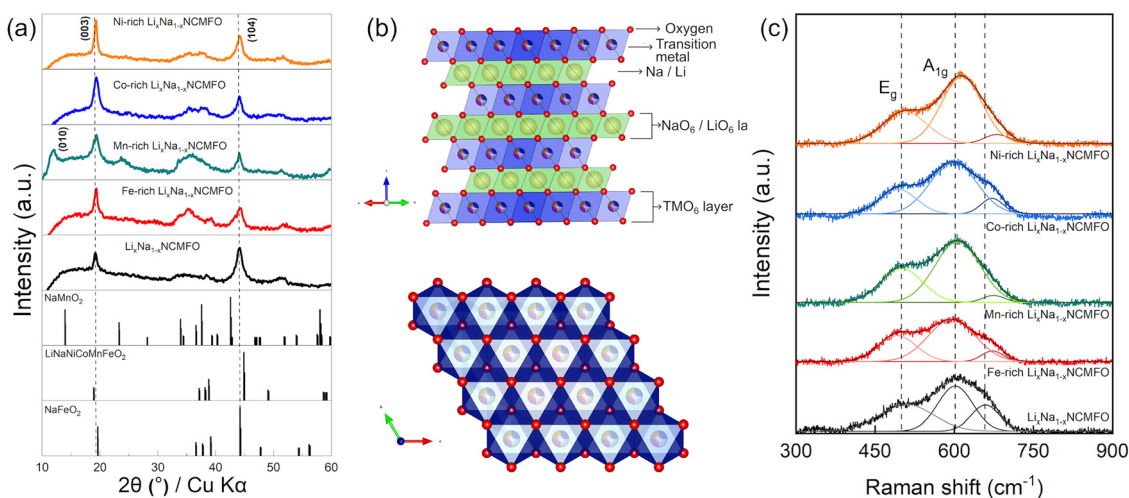 (a)
(003)
Ni-rich LiₓNa₁₋ₓNCMFO
(104)
Co-rich LiₓNa₁₋ₓNCMFO
(010)
Mn-rich LiₓNa₁₋ₓNCMFO
Fe-rich LiₓNa₁₋ₓNCMFO
LiₓNa₁₋ₓNCMFO
NaMnO₂
LiNaNiCoMnFeO₂
NaFeO₂
Intensity (a.u.)
10 20 30 40 50 60
2θ (°) / Cu Kα
(b)
Oxygen
Transition
metal
Na / Li
NaO₆ / LiO₆ la
TMO₆ layer
(c)
E_g
A₁g
Ni-rich LiₓNa₁₋ₓNCMFO
Co-rich LiₓNa₁₋ₓNCMFO
Mn-rich LiₓNa₁₋ₓNCMFO
Fe-rich LiₓNa₁₋ₓNCMFO
LiₓNa₁₋ₓNCMFO
Intensity (a.u.)
300 450 600 750 900
Raman shift (cm⁻¹)